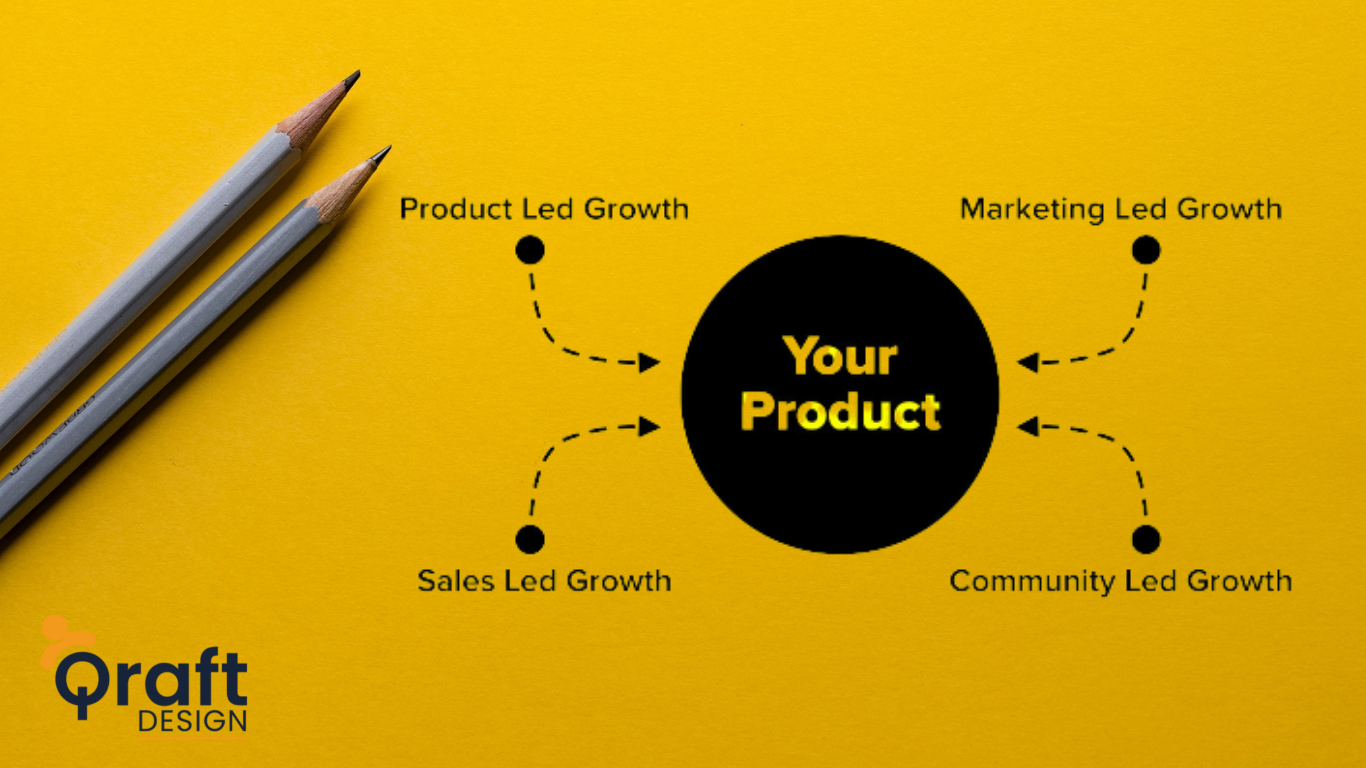 Product Led Growth
Marketing Led Growth
Your
Product
Sales Led Growth
Community Led Growth
Qraft
DESIGN